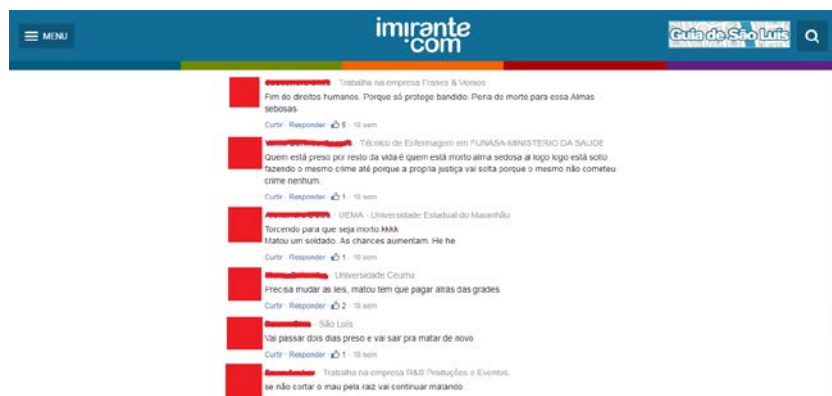 MENU
imirante
.com
Guia de São Luís
Trabalha na empresa Frases & Versos
Fim do direitos humanos. Porque só protege bandido. Pena de morte para essa Almas
sebosas.
Curtir · Responder · 6 · 18 sem
Técnico de Enfermagem em FUNASA-MINISTERIO DA SAUDE
Quem está preso por resto da vida é quem está morto alma sedosa aí logo logo está solto
fazendo o mesmo crime até porque a propria justiça vai solta porque o mesmo não cometeu
crime nenhum.
Curtir · Responder · 1 · 18 sem
· UEMA - Universidade Estadual do Maranhão
Torcendo para que seja morto.kkkk
Matou um soldado. As chances aumentam. He he.
Curtir · Responder · 1 · 18 sem
· Universidade Ceuma
Precisa mudar as leis, matou tem que pagar atrás das grades.
Curtir · Responder · 2 · 18 sem
· São Luís
Vai passar dois dias preso e vai sair pra matar de novo
Curtir · Responder · 1 · 18 sem
· Trabalha na empresa R&S Produções e Eventos.
se não cortar o mau pela raiz vai continuar matando